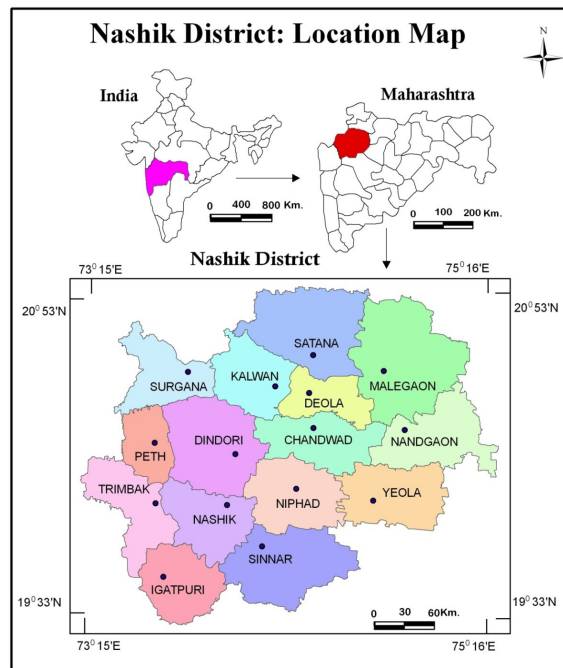 Nashik District: Location Map
N
India
Maharashtra
0 400 800 Km.
0 100 200 Km.
Nashik District
73⁰ 15'E
75⁰ 16'E
20⁰ 53'N
20⁰ 53'N
SATANA
SURGANA
KALWAN
MALEGAON
DEOLA
DINDORI
CHANDWAD
NANDGAON
PETH
TRIMBAK
NIPHAD
YEOLA
NASHIK
SINNAR
IGATPURI
19⁰ 33'N
19⁰ 33'N
0 30 60Km.
73⁰ 15'E
75⁰ 16'E